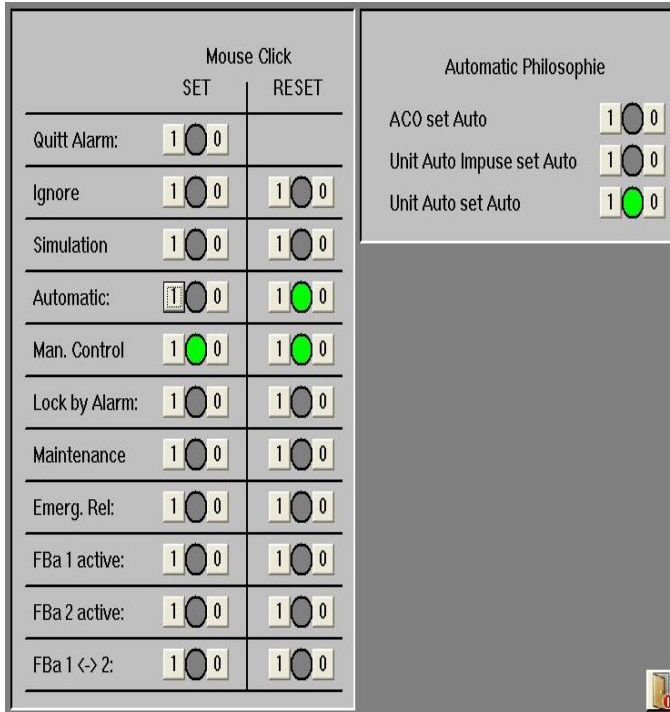 Mouse Click
SET RESET
Quitt Alarm: 1 0
Ignore 1 0 1 0
Simulation 1 0 1 0
Automatic: 1 0 1 0
Man. Control 1 0 1 0
Lock by Alarm: 1 0 1 0
Maintenance 1 0 1 0
Emerg. Rel: 1 0 1 0
FBa 1 active: 1 0 1 0
FBa 2 active: 1 0 1 0
FBa 1 <-> 2: 1 0 1 0
Automatic Philosophie
ACO set Auto 1 0
Unit Auto Impuse set Auto 1 0
Unit Auto set Auto 1 0